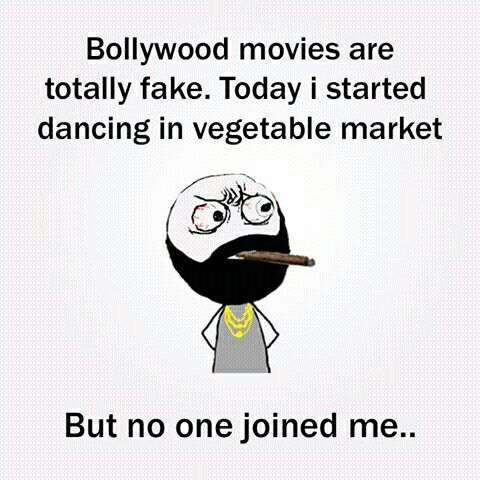 Bollywood movies are
totally fake. Today i started
dancing in vegetable market
But no one joined me..